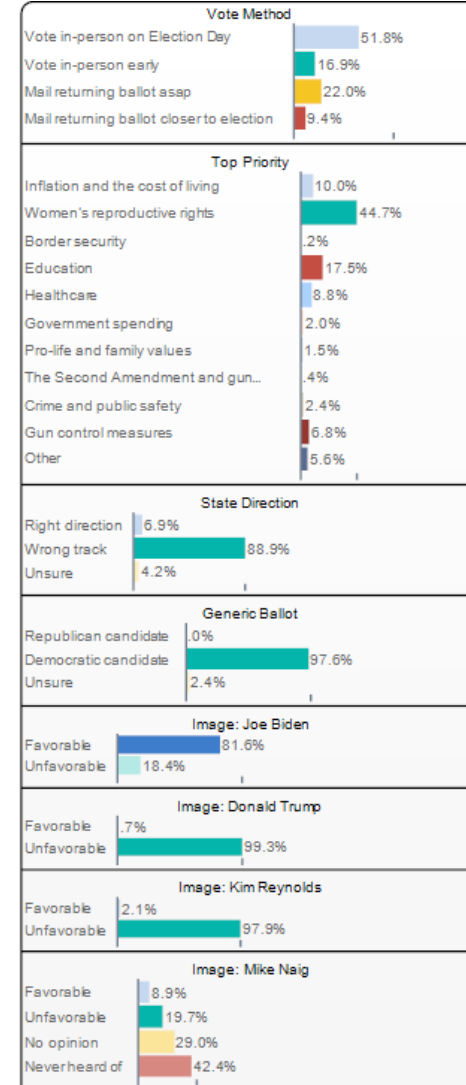 Vote Method
Vote in-person on Election Day 51.8%
Vote in-person early 16.9%
Mail returning ballot asap 22.0%
Mail returning ballot closer to election 9.4%
Top Priority
Inflation and the cost of living 10.0%
Women's reproductive rights 44.7%
Border security .2%
Education 17.5%
Healthcare 8.8%
Government spending 2.0%
Pro-life and family values 1.5%
The Second Amendment and gun... .4%
Crime and public safety 2.4%
Gun control measures 6.8%
Other 5.6%
State Direction
Right direction 6.9%
Wrong track 88.9%
Unsure 4.2%
Generic Ballot
Republican candidate .0%
Democratic candidate 97.6%
Unsure 2.4%
Image: Joe Biden
Favorable 81.6%
Unfavorable 18.4%
Image: Donald Trump
Favorable .7%
Unfavorable 99.3%
Image: Kim Reynolds
Favorable 2.1%
Unfavorable 97.9%
Image: Mike Naig
Favorable 8.9%
Unfavorable 19.7%
No opinion 29.0%
Never heard of 42.4%